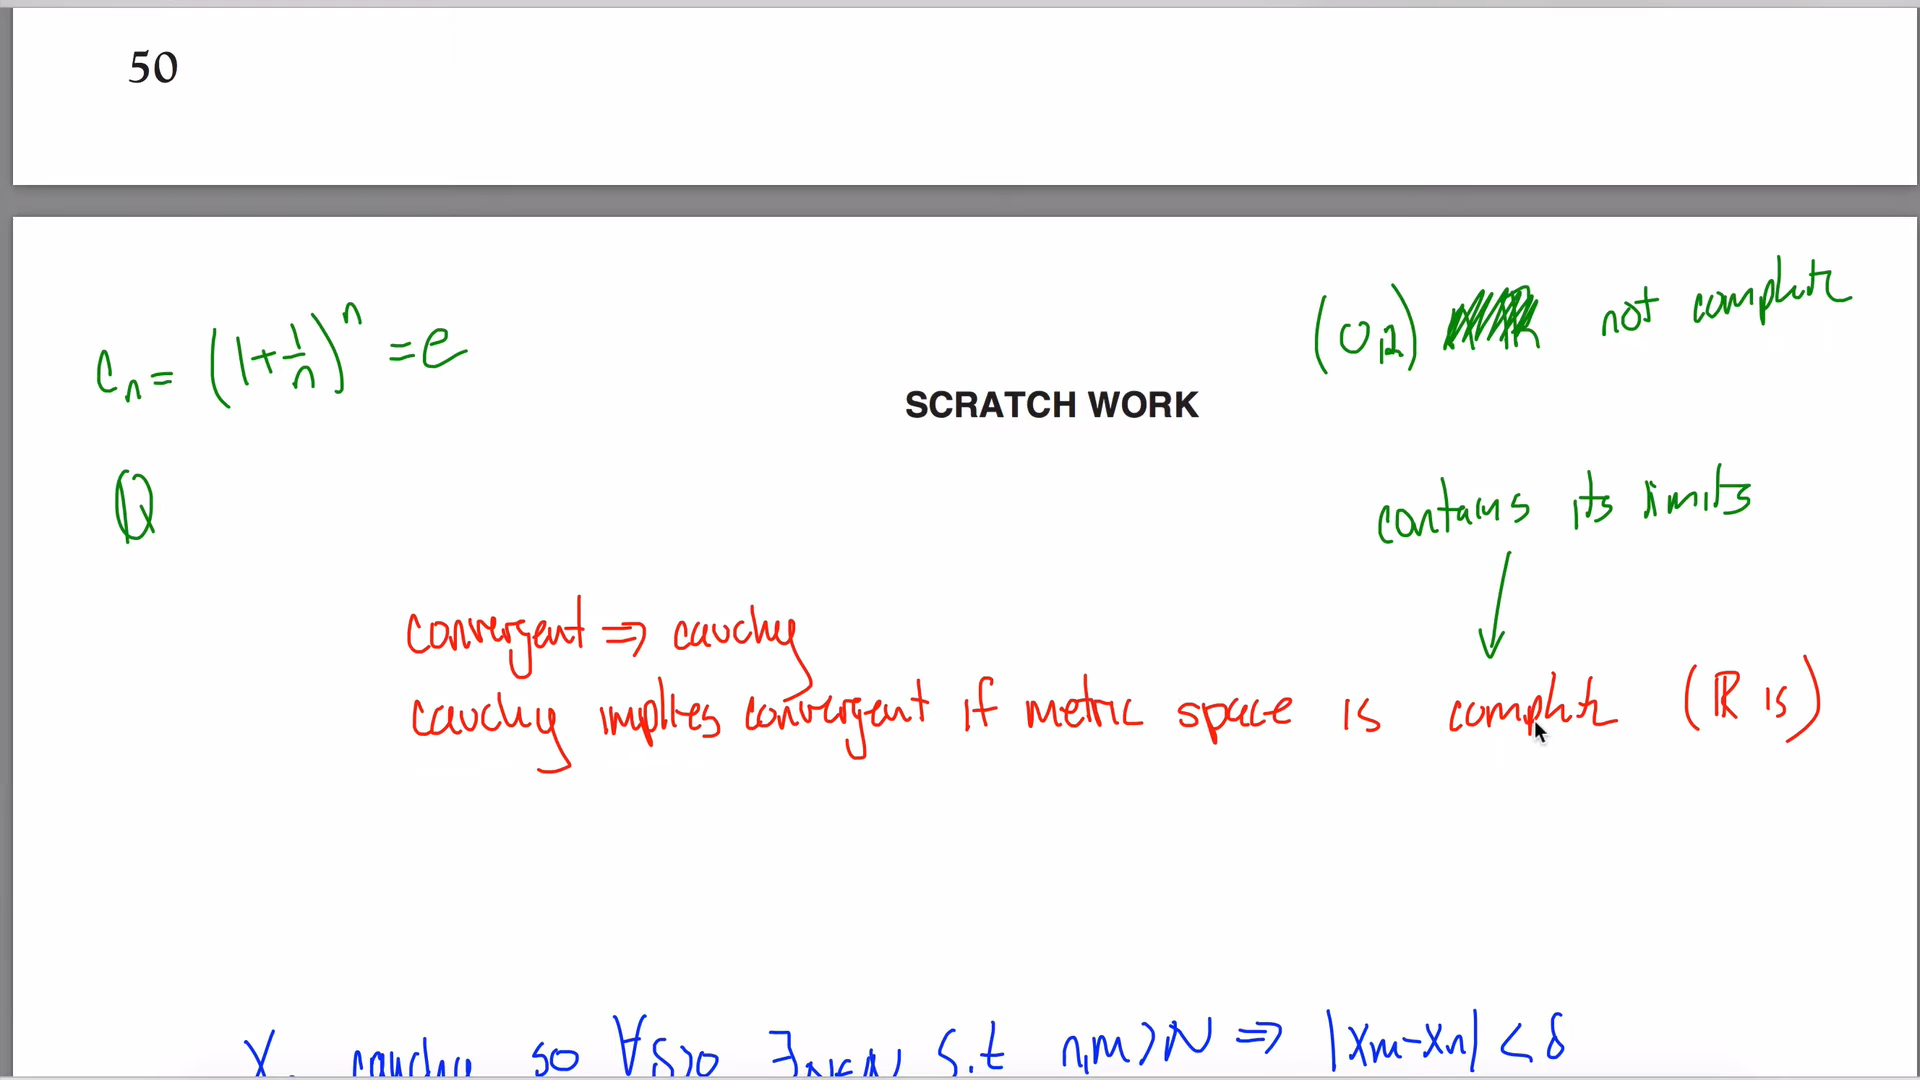 50
c_n = (1+1/n)^n = e
(0,2) not complete
SCRATCH WORK
ℚ
contains its limits
convergent ⇒ cauchy
cauchy implies convergent if metric space is complete (ℝ is)
cauchy so ∀δ>0 ∃N∈ℕ s.t n,m>N ⇒ |xm-xn| < δ